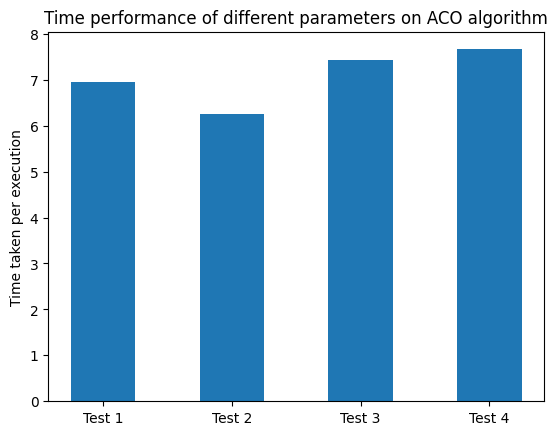 Time performance of different parameters on ACO algorithm
Time taken per execution
8
7
6
5
4
3
2
1
0
Test 1
Test 2
Test 3
Test 4